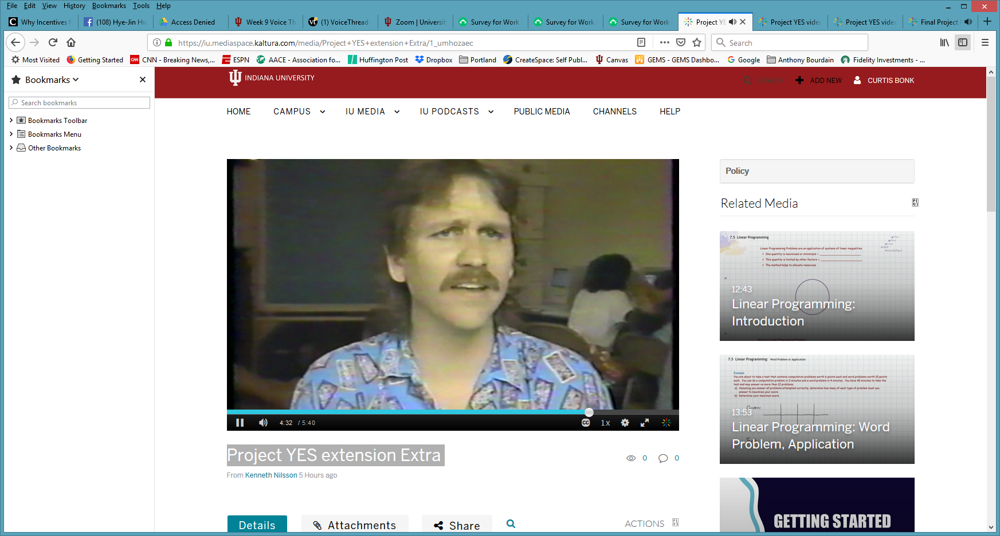 File Edit View History Bookmarks Tools Help
Why Incentives f
(108) Hye-Jin Hw
Access Denied
Week 9 Voice Th
(1) VoiceThread
Zoom | Universit
Survey for Work
Survey for Work
Survey for Work
Project YE
Project YES video
Project YES video
Final Project
https://iu.mediaspace.kaltura.com/media/Project+YES+extension+Extra/1_umhozaec
Search
Most Visited Getting Started CNN - Breaking News,... ESPN AACE - Association fo... Huffington Post Dropbox Portland CreateSpace: Self Publ... Canvas GEMS - GEMS Dashbo... Google Anthony Bourdain Fidelity Investments - ...
Bookmarks
Search bookmarks
Bookmarks Toolbar
Bookmarks Menu
Other Bookmarks
INDIANA UNIVERSITY
SEARCH ADD NEW CURTIS BONK
HOME CAMPUS IU MEDIA IU PODCASTS PUBLIC MEDIA CHANNELS HELP
4:32 / 5:40
CC 1x
Project YES extension Extra
0 0
From Kenneth Nilsson 5 Hours ago
Details Attachments Share
ACTIONS
Policy
Related Media
7.5 Linear Programming
Linear Programming Problems are an application of systems of linear inequalities
One quantity is maximized or minimized --
This quantity is limited by other factors --
The method helps to allocate resources
12:43
Linear Programming:
Introduction
7.5 Linear Programming: Word Problem or Application
Example
You are about to take a test that contains computation problems worth 6 points and word problems worth 10 points
each. You can do a computation problem in 2 minutes and a word problem in 4 minutes. You have 40 minutes to take the
test and may answer no more than 12 problems.
a) Assuming you answer all problems attempted correctly, determine how many of each type of problem must you
answer to maximize your score.
b) Determine your maximum score.
Given:
13:53
Linear Programming: Word
Problem, Application
GETTING STARTED